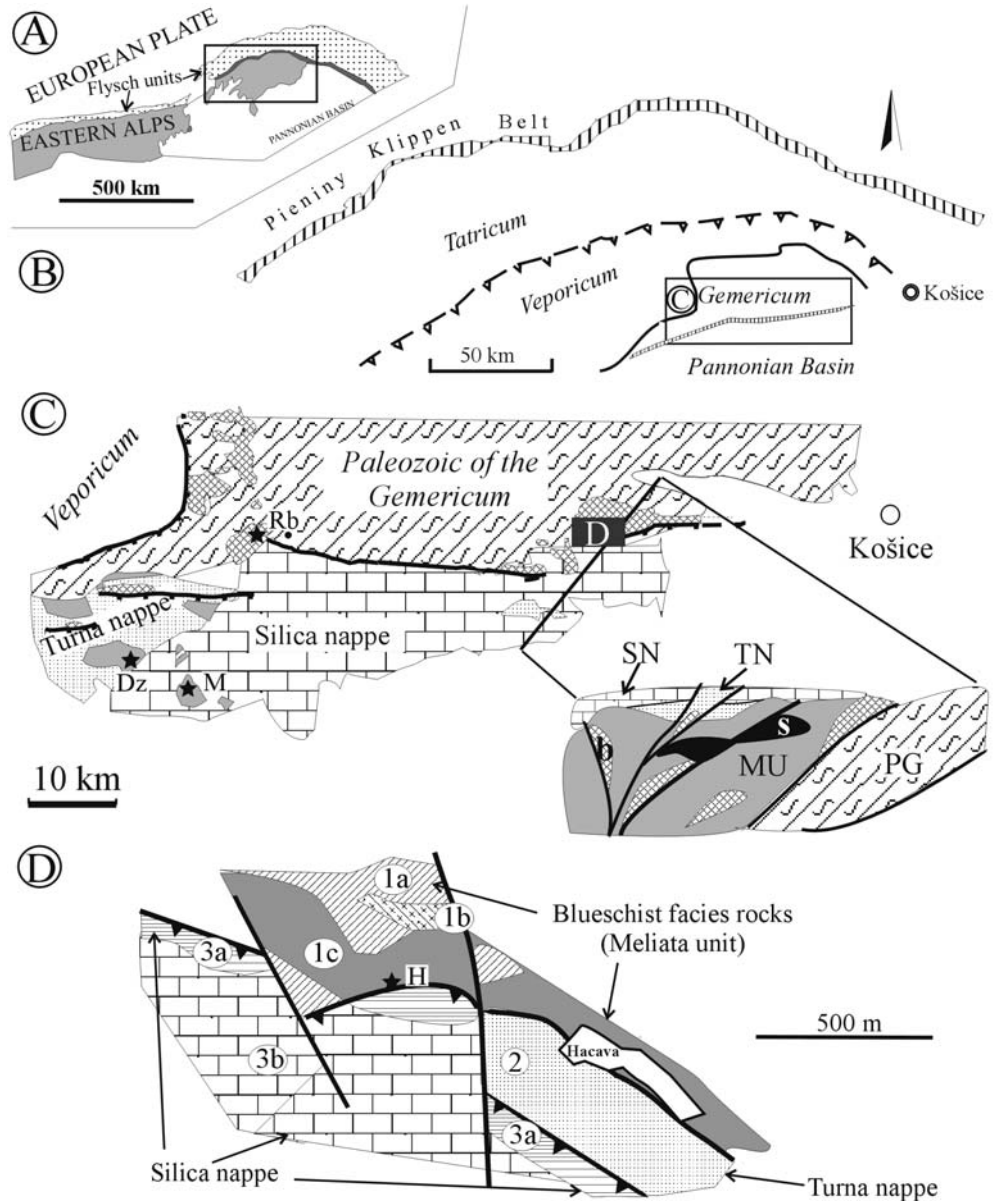 A
EUROPEAN PLATE
Flysch units
EASTERN ALPS
PANNONIAN BASIN
500 km
Pieniny Klippen Belt
B
Tatricum
Veporicum
C
Gemericum
Košice
50 km
Pannonian Basin
C
Veporicum
Paleozoic of the
Gemericum
Rb
D
Košice
Turna nappe
Silica nappe
Dz
M
SN
TN
b
s
MU
PG
10 km
D
1a
1b
Blueschist facies rocks
(Meliata unit)
3a
1c
H
500 m
3b
2
Hacava
3a
Silica nappe
Turna nappe